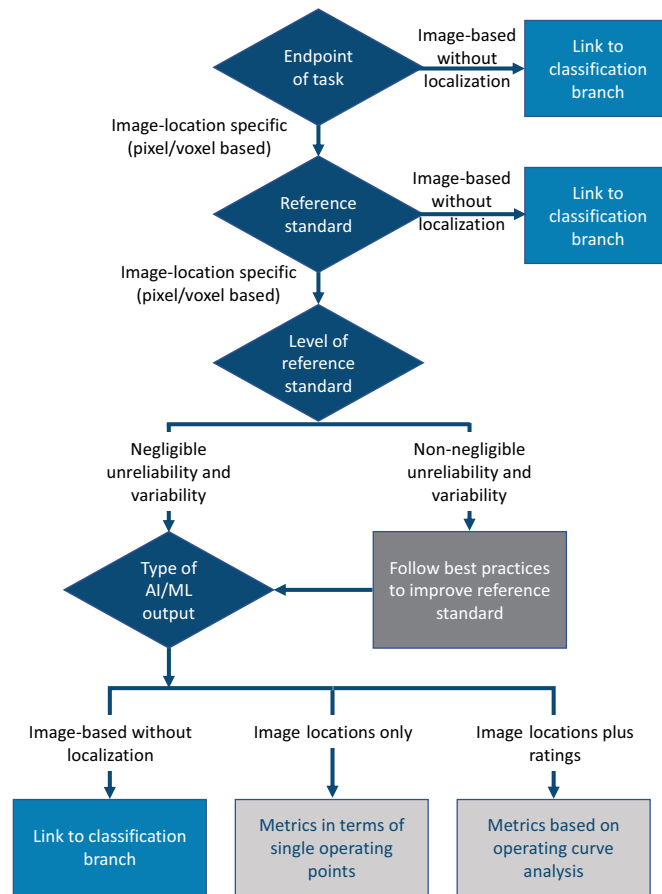 Endpoint
of task
Image-based
without
localization
Link to
classification
branch
Image-location specific
(pixel/voxel based)
Reference
standard
Image-based
without
localization
Link to
classification
branch
Image-location specific
(pixel/voxel based)
Level of
reference
standard
Negligible
unreliability and
variability
Non-negligible
unreliability and
variability
Type of
AI/ML
output
Follow best practices
to improve reference
standard
Image-based without
localization
Image locations only
Image locations plus
ratings
Link to classification
branch
Metrics in terms of
single operating
points
Metrics based on
operating curve
analysis